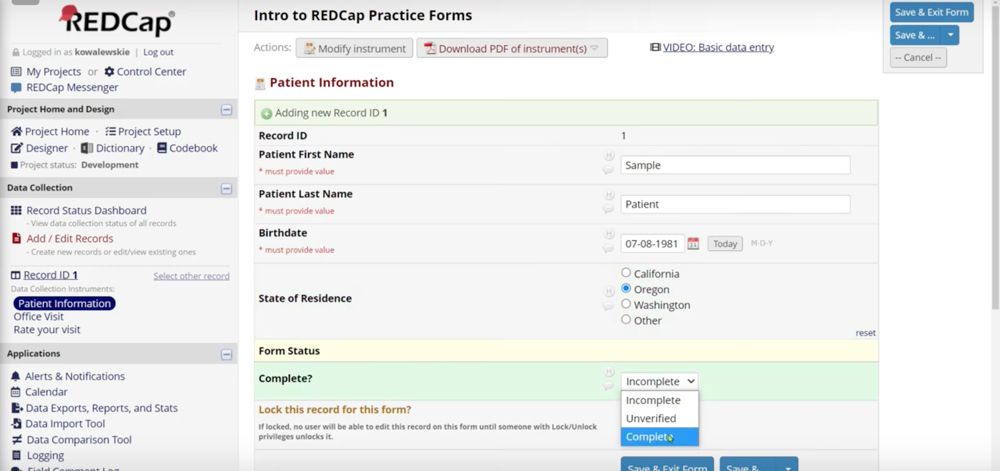 REDCap®
Logged in as kowalewskie | Log out
My Projects or Control Center
REDCap Messenger
Project Home and Design
Project Home · Project Setup
Designer · Dictionary · Codebook
Project status: Development
Data Collection
Record Status Dashboard
- View data collection status of all records
Add / Edit Records
- Create new records or edit/view existing ones
Record ID 1 Select other record
Data Collection Instruments:
Patient Information
Office Visit
Rate your visit
Applications
Alerts & Notifications
Calendar
Data Exports, Reports, and Stats
Data Import Tool
Data Comparison Tool
Logging
Field Comment Log
Intro to REDCap Practice Forms
Actions: Modify instrument Download PDF of instrument(s) VIDEO: Basic data entry
Patient Information
Adding new Record ID 1
Record ID 1
Patient First Name
* must provide value
Sample
Patient Last Name
* must provide value
Patient
Birthdate
* must provide value
07-08-1981 31 Today M-D-Y
State of Residence
California
Oregon
Washington
Other
reset
Form Status
Complete?
Incomplete
Incomplete
Unverified
Complete
Lock this record for this form?
If locked, no user will be able to edit this record on this form until someone with Lock/Unlock
privileges unlocks it.
Save & Exit Form Save &
Save & Exit Form
Save & ...
-- Cancel --